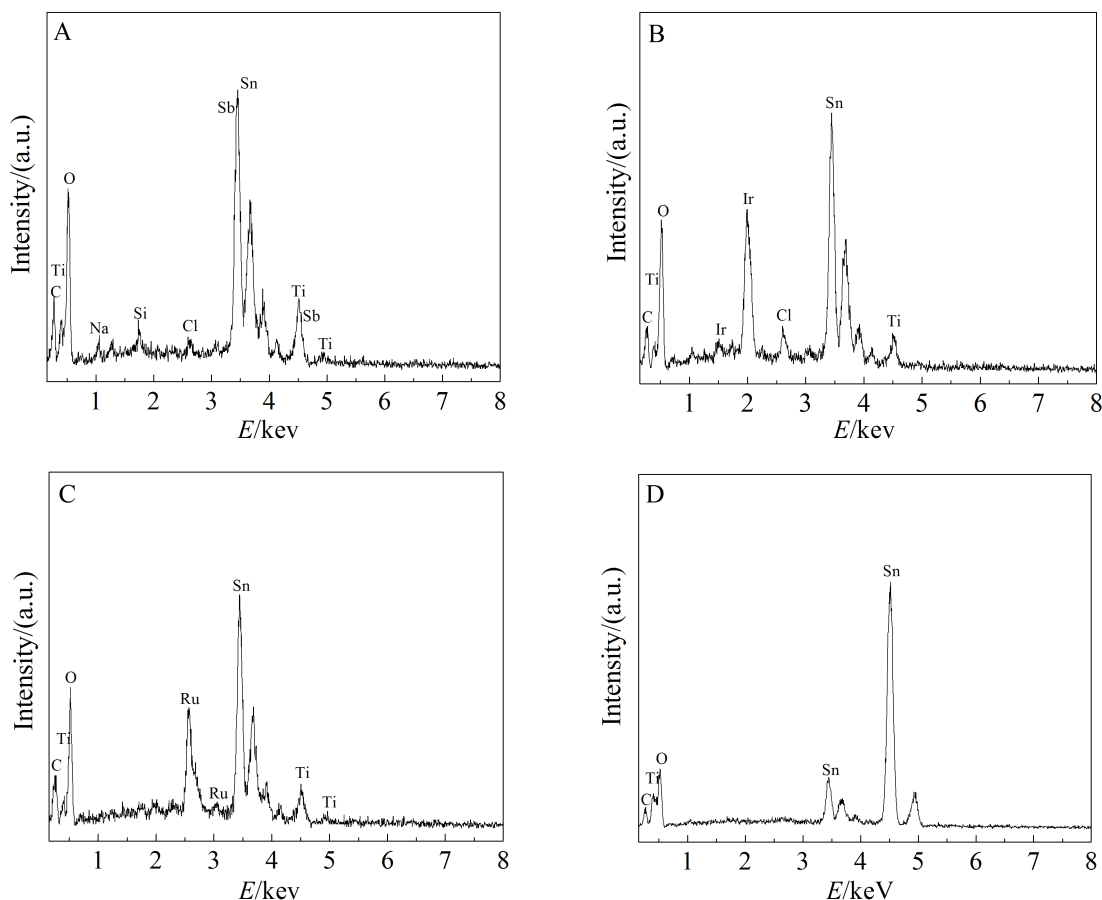 A
Sn
Sb
O
Ti
C
Na
Si
Cl
Ti
Sb
Ti
Intensity/(a.u.)
1 2 3 4 5 6 7 8
E/kev
B
Sn
Ir
O
Ti
C
Ir
Cl
Ti
Intensity/(a.u.)
1 2 3 4 5 6 7 8
E/kev
C
Sn
O
Ru
Ti
C
Ru
Ti
Ti
Intensity/(a.u.)
1 2 3 4 5 6 7 8
E/kev
D
Sn
O
Sn
Ti
C
Intensity/(a.u.)
1 2 3 4 5 6 7 8
E/keV